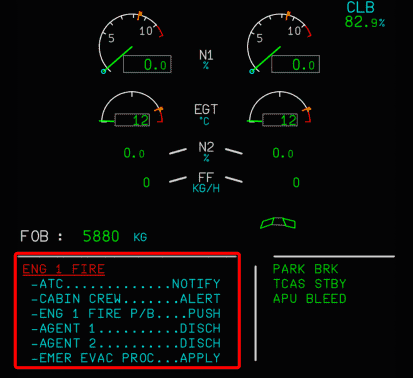 CLB
82.9%
5 10
5 10
N1
%
0.0 0.0
EGT
°C
12 12
N2
%
0.0 0.0
FF
KG/H
0 0
FOB : 5880 KG
ENG 1 FIRE
-ATC.............NOTIFY
-CABIN CREW.......ALERT
-ENG 1 FIRE P/B....PUSH
-AGENT 1..........DISCH
-AGENT 2..........DISCH
-EMER EVAC PROC...APPLY
PARK BRK
TCAS STBY
APU BLEED